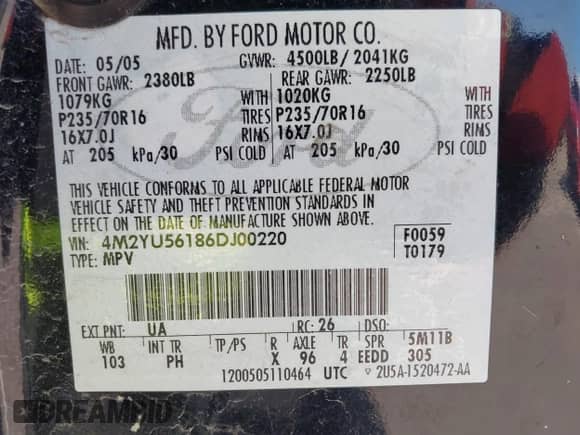 MFD. BY FORD MOTOR CO.
DATE: 05/05 GVWR: 4500LB/ 2041KG
FRONT GAWR: 2380LB REAR GAWR: 2250LB
1079KG WITH 1020KG WITH
P235/70R16 TIRES P235/70R16 TIRES
16X7.0J RIMS 16X7.0J RIMS
AT 205 kPa/30 PSI COLD AT 205 kPa/30 PSI COLD
Ford
THIS VEHICLE CONFORMS TO ALL APPLICABLE FEDERAL MOTOR
VEHICLE SAFETY AND THEFT PREVENTION STANDARDS IN
EFFECT ON THE DATE OF MANUFACTURE SHOWN ABOVE.
VIN: 4M2YU56186DJ00220 F0059
TYPE: MPV T0179
EXT PNT: UA RC: 26 DSO:
WB INT TR TP/PS R AXLE TR SPR 5M11B
103 PH X 96 4 EEDD 305
1200505110464 UTC 2U5A-1520472-AA
DREAMBID